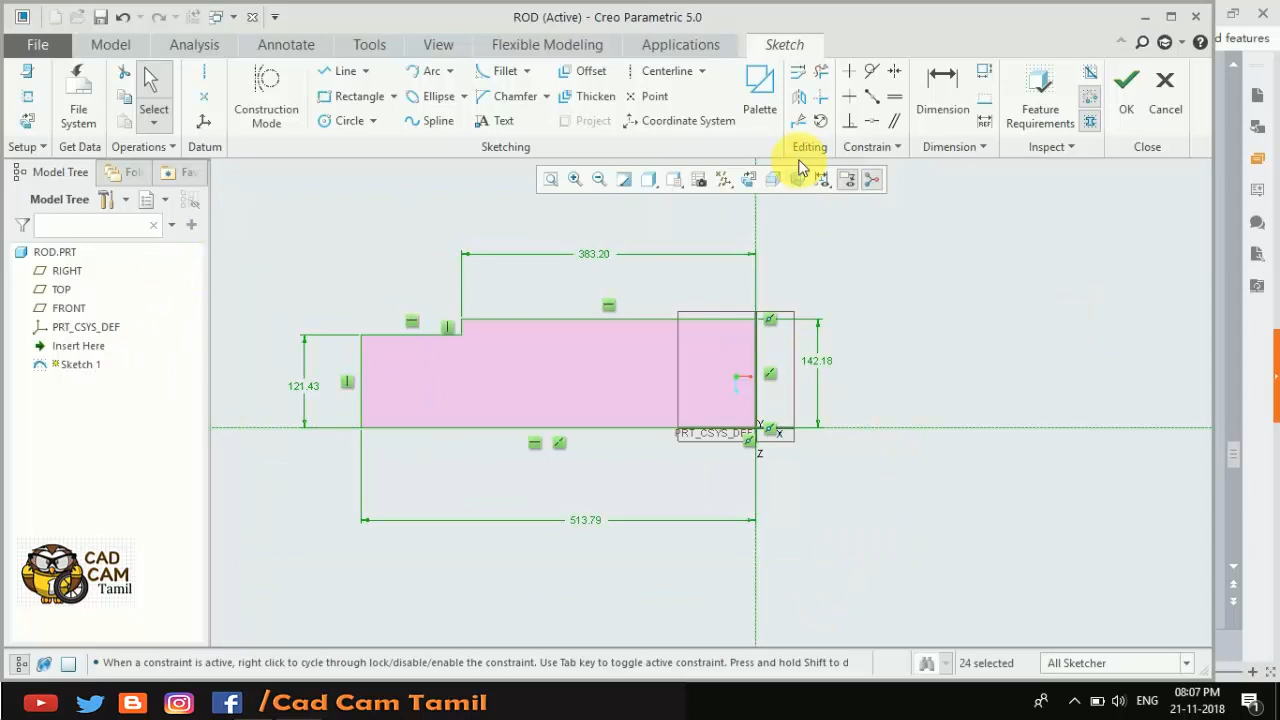 ROD (Active) - Creo Parametric 5.0
File Model Analysis Annotate Tools View Flexible Modeling Applications Sketch
d features
File System
Select
Construction Mode
Line Arc Fillet Offset Centerline
Rectangle Ellipse Chamfer Thicken Point
Circle Spline Text Project Coordinate System
Palette
Dimension
Feature Requirements
OK Cancel
Setup Get Data Operations Datum Sketching Editing Constrain Dimension Inspect Close
Model Tree Fol Fav
Model Tree
ROD.PRT
RIGHT
TOP
FRONT
PRT_CSYS_DEF
Insert Here
Sketch 1
383.20
142.18
121.43
PRT_CSYS_DEF
Y
X
Z
513.79
CAD
CAM
Tamil
When a constraint is active, right click to cycle through lock/disable/enable the constraint. Use Tab key to toggle active constraint. Press and hold Shift to d
24 selected
All Sketcher
/Cad Cam Tamil
ENG
08:07 PM
21-11-2018
1